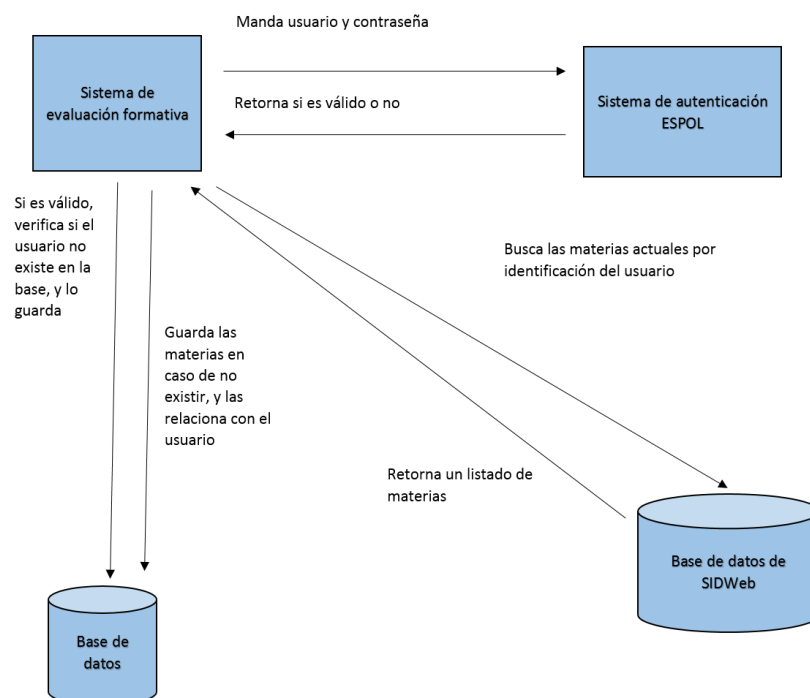 Manda usuario y contraseña
Sistema de
evaluación formativa
Retorna si es válido o no
Sistema de autenticación
ESPOL
Si es válido,
verifica si el
usuario no
existe en la
base, y lo
guarda
Busca las materias actuales por
identificación del usuario
Guarda las
materias en
caso de no
existir, y las
relaciona con el
usuario
Retorna un listado de
materias
Base de datos de
SIDWeb
Base de
datos